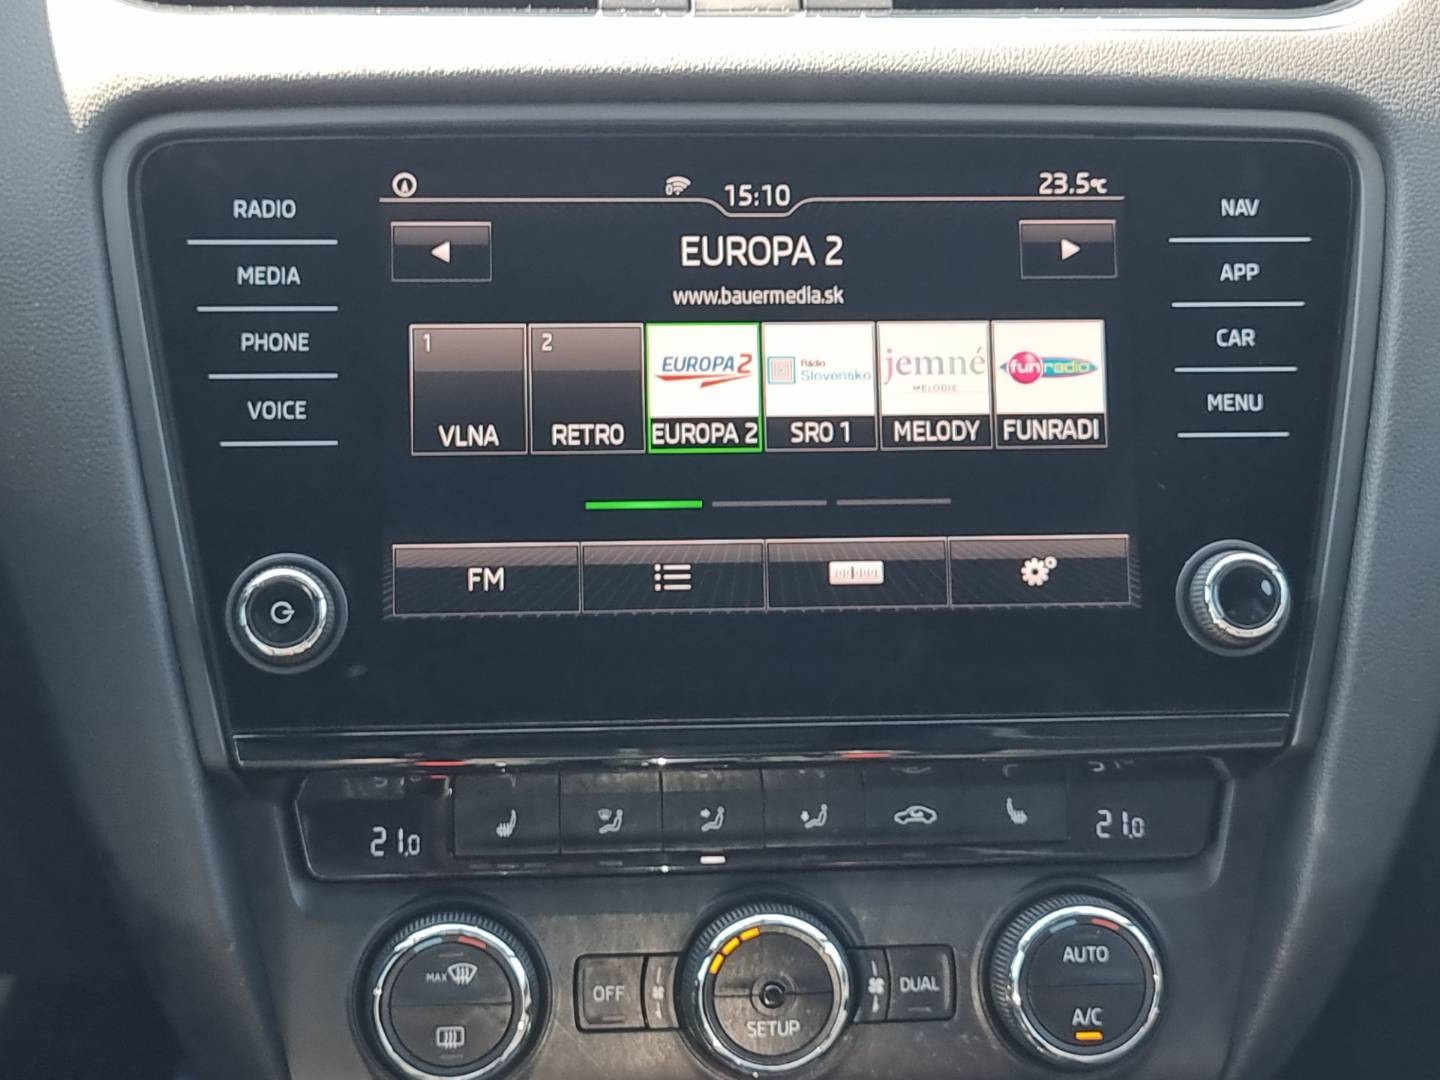 RADIO
MEDIA
PHONE
VOICE
0
15:10
23.5°C
EUROPA 2
www.bauermedia.sk
1
VLNA
2
RETRO
EUROPA 2
EUROPA 2
Rádio
Slovensko
SRO 1
jemné
MELODIE
MELODY
funradio
FUNRADI
FM
NAV
APP
CAR
MENU
21.0
21.0
MAX
OFF
SETUP
DUAL
AUTO
A/C